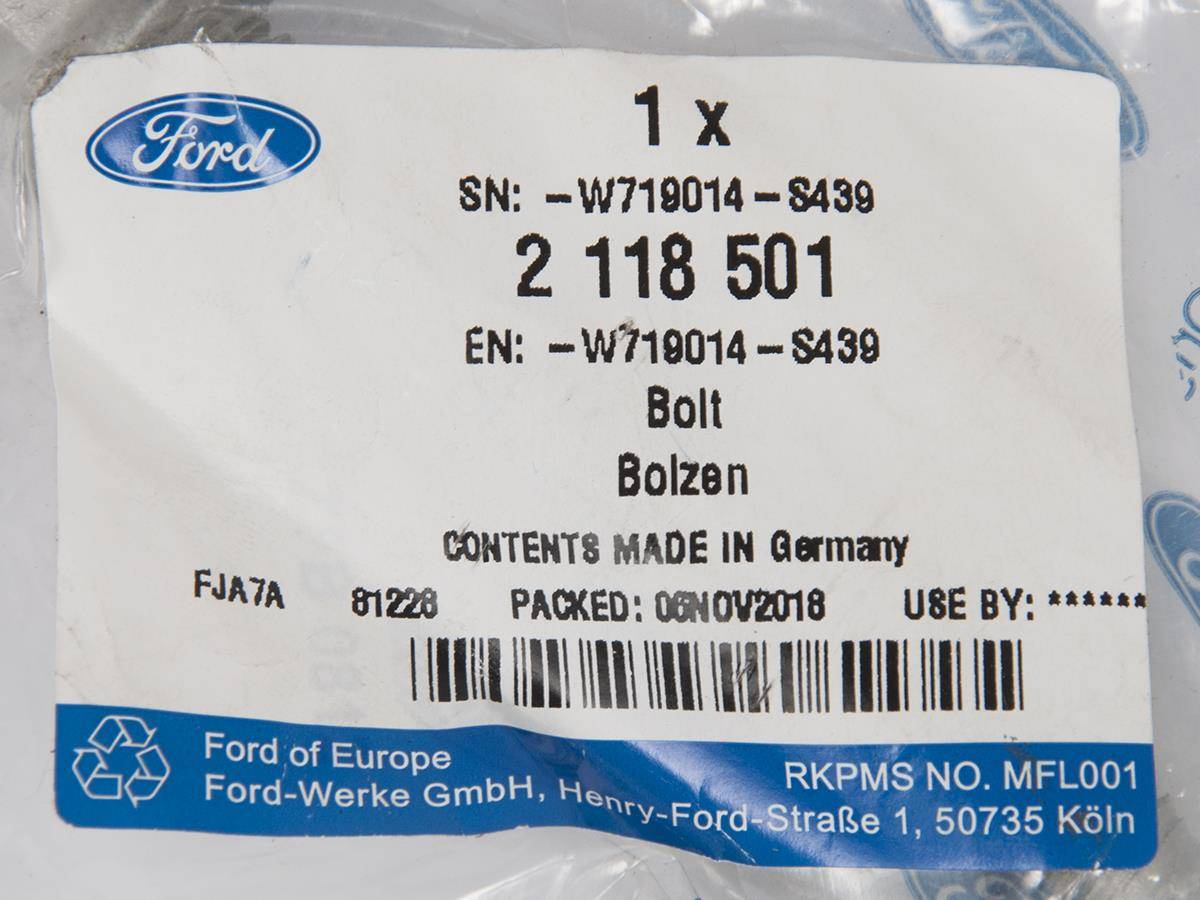 Ford
1 x
SN: -W719014-S439
2 118 501
EN: -W719014-S439
Bolt
Bolzen
CONTENTS MADE IN Germany
FJA7A 81226 PACKED: 06NOV2018 USE BY: ******
Ford of Europe
RKPMS NO. MFL001
Ford-Werke GmbH, Henry-Ford-Straße 1, 50735 Köln